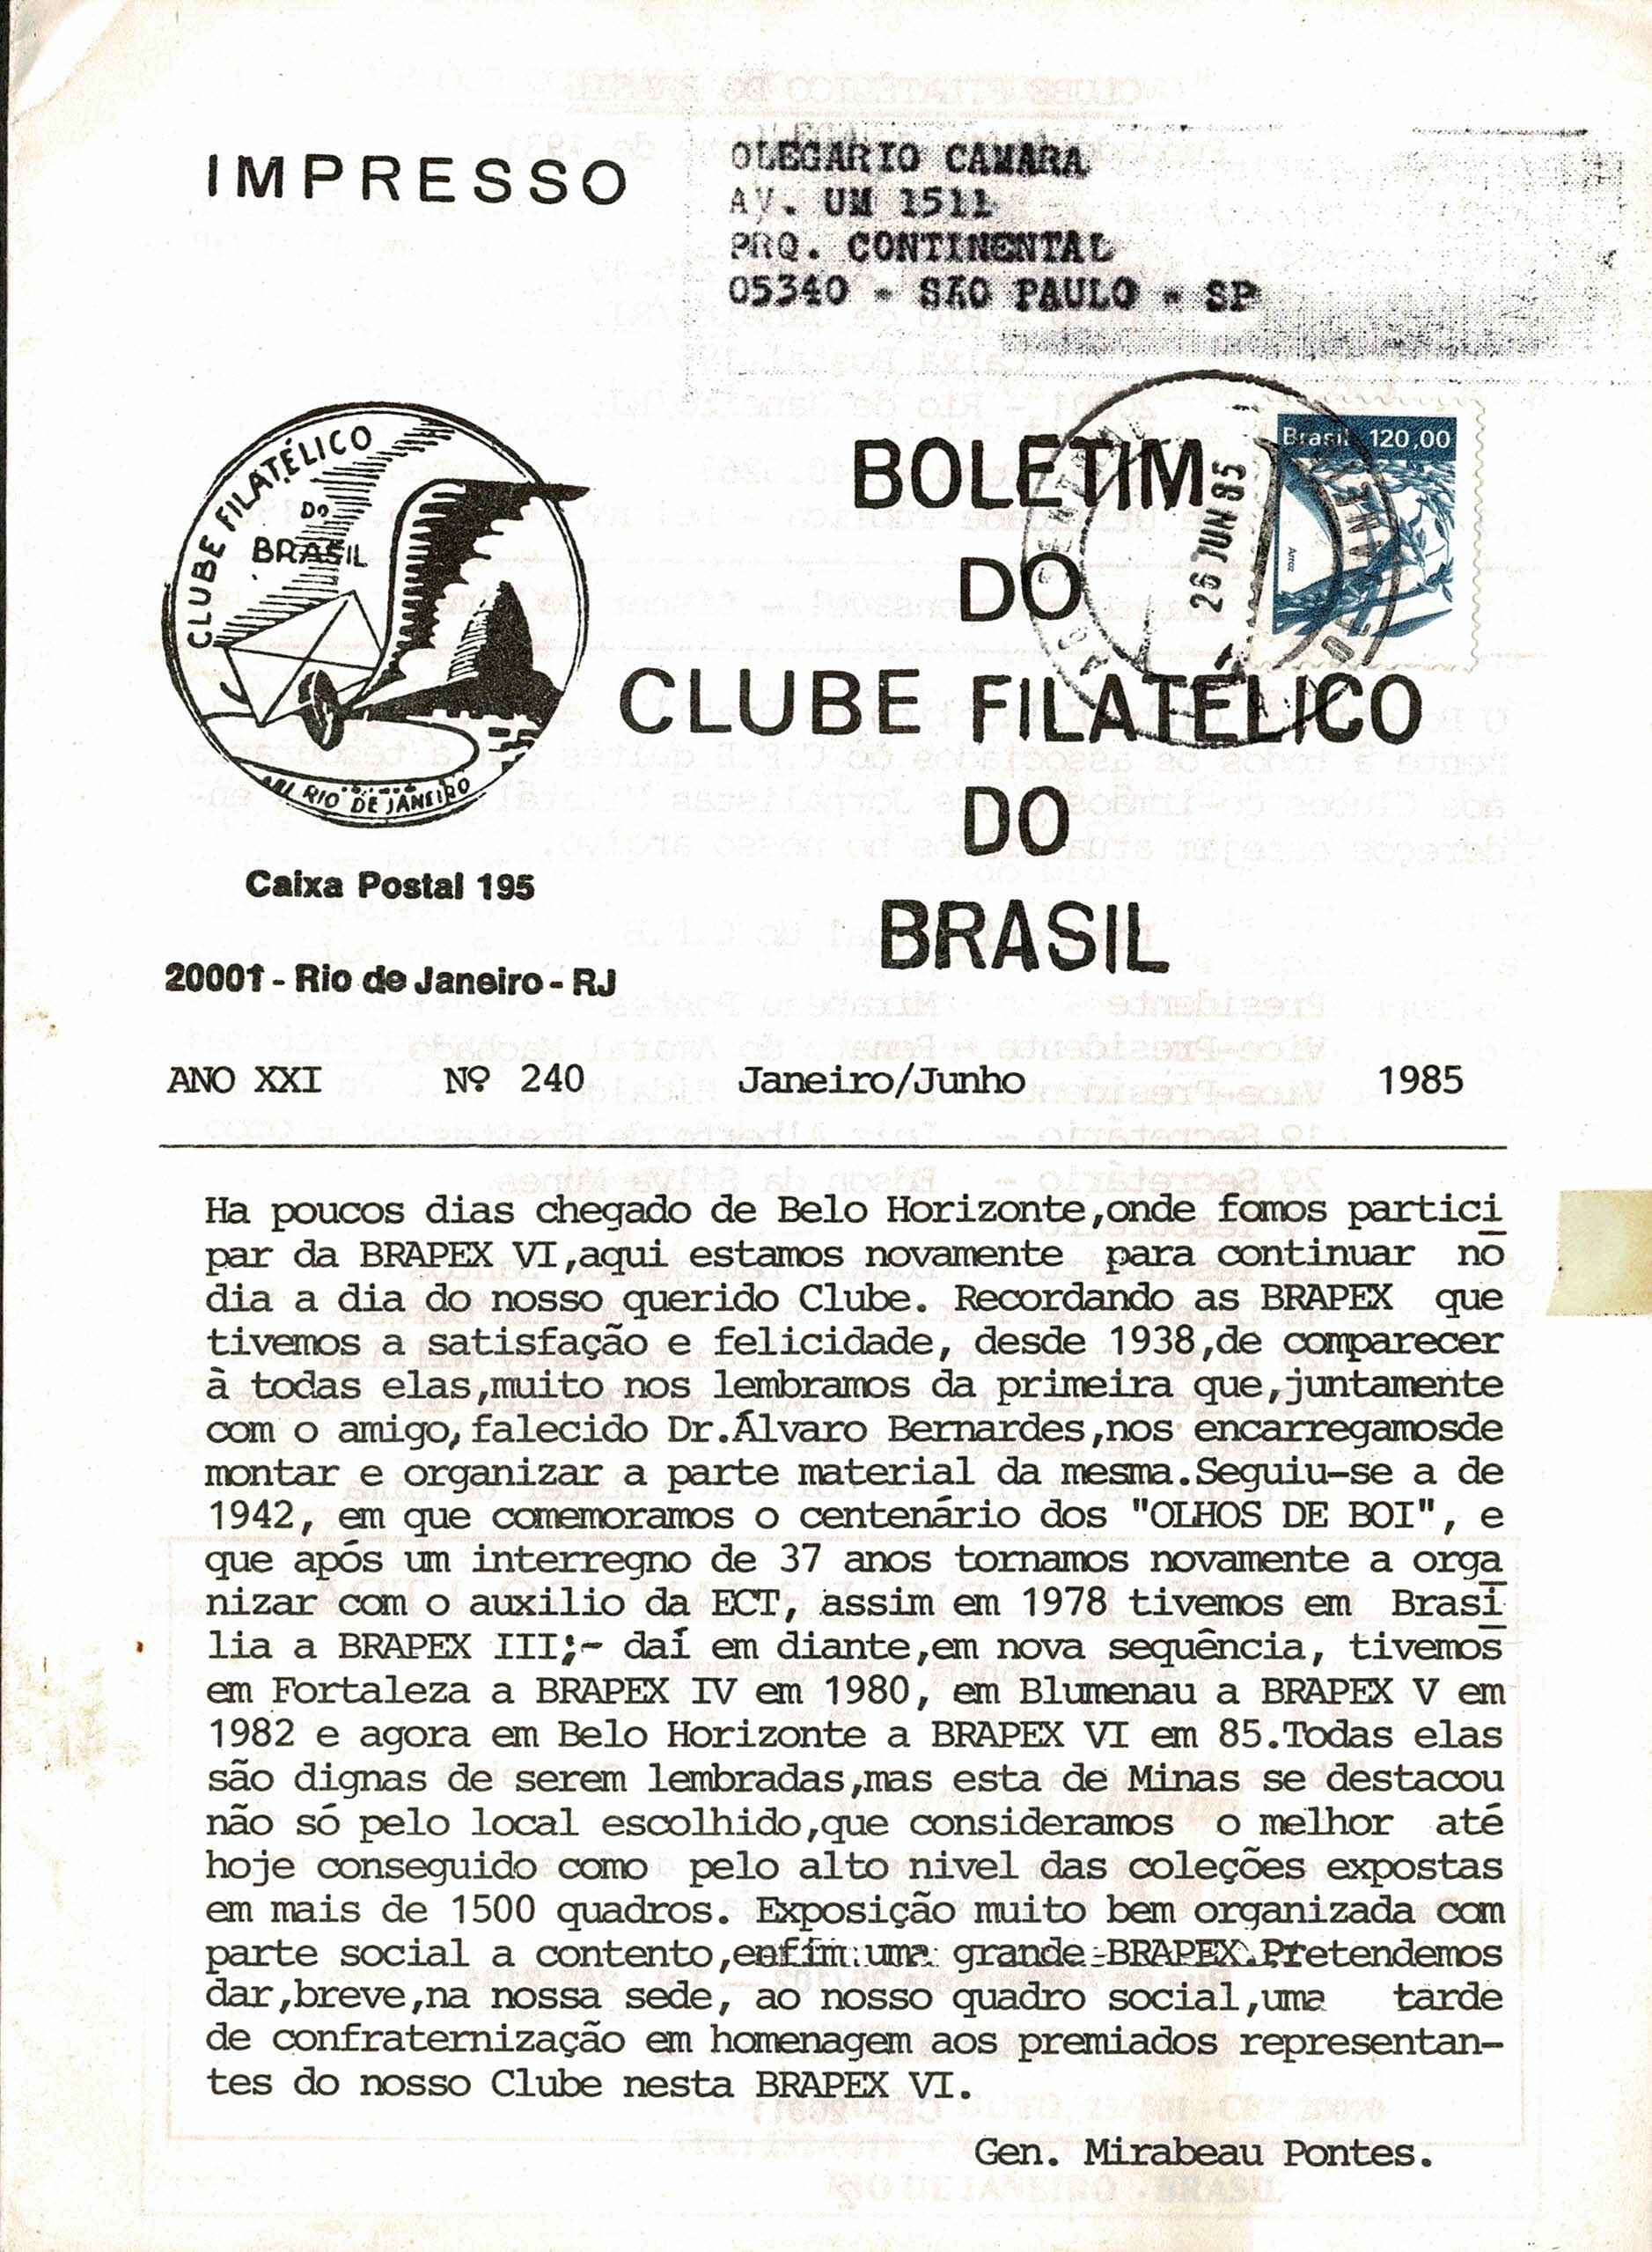 IMPRESSO
OLEGARIO CAMARA
AV. UM 1511
PRQ. CONTINENTAL
05340 - SÃO PAULO - SP
CLUBE FILATÉLICO
DO
BRASIL
RIO DE JANEIRO
Brasil 120,00
Arroz
26 JUN 85
BOLETIM
DO
CLUBE FILATÉLICO
DO
BRASIL
Caixa Postal 195
20001 - Rio de Janeiro - RJ
ANO XXI Nº 240 Janeiro/Junho 1985
Ha poucos dias chegado de Belo Horizonte,onde fomos partici
par da BRAPEX VI,aqui estamos novamente para continuar no
dia a dia do nosso querido Clube. Recordando as BRAPEX que
tivemos a satisfação e felicidade, desde 1938,de comparecer
à todas elas,muito nos lembramos da primeira que,juntamente
com o amigo,falecido Dr.Álvaro Bernardes,nos encarregamosde
montar e organizar a parte material da mesma.Seguiu-se a de
1942, em que comemoramos o centenário dos "OLHOS DE BOI", e
que após um interregno de 37 anos tornamos novamente a orga
nizar com o auxilio da ECT, assim em 1978 tivemos em Brasi
lia a BRAPEX III;- daí em diante,em nova sequência, tivemos
em Fortaleza a BRAPEX IV em 1980, em Blumenau a BRAPEX V em
1982 e agora em Belo Horizonte a BRAPEX VI em 85.Todas elas
são dignas de serem lembradas,mas esta de Minas se destacou
não só pelo local escolhido,que consideramos o melhor até
hoje conseguido como pelo alto nivel das coleções expostas
em mais de 1500 quadros. Exposição muito bem organizada com
parte social a contento,enfim uma grande BRAPEX.Pretendemos
dar,breve,na nossa sede, ao nosso quadro social,uma tarde
de confraternização em homenagem aos premiados representan-
tes do nosso Clube nesta BRAPEX VI.
Gen. Mirabeau Pontes.